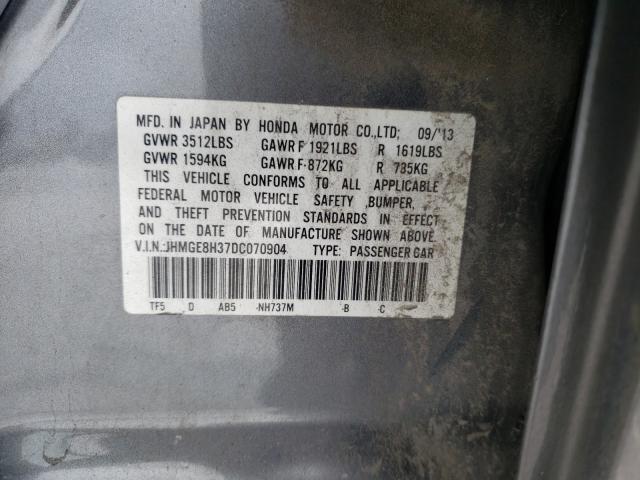 MFD. IN JAPAN BY HONDA MOTOR CO.,LTD; 09/'13
GVWR 3512LBS GAWR F 1921LBS R 1619LBS
GVWR 1594KG GAWR F 872KG R 735KG
THIS VEHICLE CONFORMS TO ALL APPLICABLE
FEDERAL MOTOR VEHICLE SAFETY ,BUMPER,
AND THEFT PREVENTION STANDARDS IN EFFECT
ON THE DATE OF MANUFACTURE SHOWN ABOVE.
V.I.N.:JHMGE8H37DC070904 TYPE: PASSENGER CAR
TF5 D AB5 -NH737M -B -C